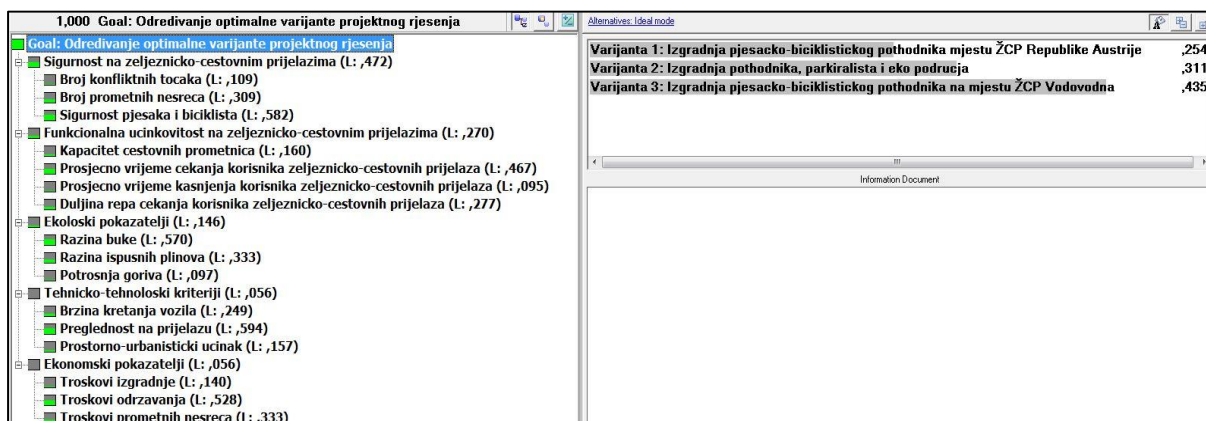 1,000 Goal: Odredivanje optimalne varijante projektnog rjesenja
Goal: Odredivanje optimalne varijante projektnog rjesenja
Sigurnost na zeljeznicko-cestovnim prijelazima (L: ,472)
Broj konfliktnih tocaka (L: ,109)
Broj prometnih nesreca (L: ,309)
Sigurnost pjesaka i biciklista (L: ,582)
Funkcionalna ucinkovitost na zeljeznicko-cestovnim prijelazima (L: ,270)
Kapacitet cestovnih prometnica (L: ,160)
Prosjecno vrijeme cekanja korisnika zeljeznicko-cestovnih prijelaza (L: ,467)
Prosjecno vrijeme kasnjenja korisnika zeljeznicko-cestovnih prijelaza (L: ,095)
Duljina repa cekanja korisnika zeljeznicko-cestovnih prijelaza (L: ,277)
Ekoloski pokazatelji (L: ,146)
Razina buke (L: ,570)
Razina ispusnih plinova (L: ,333)
Potrosnja goriva (L: ,097)
Tehnicko-tehnoloski kriteriji (L: ,056)
Brzina kretanja vozila (L: ,249)
Preglednost na prijelazu (L: ,594)
Prostorno-urbanisticki ucinak (L: ,157)
Ekonomski pokazatelji (L: ,056)
Troskovi izgradnje (L: ,140)
Troskovi odrzavanja (L: ,528)
Troskovi prometnih nesreca (L: ,333)
Alternatives: Ideal mode
Varijanta 1: Izgradnja pjesacko-biciklistickog pothodnika mjestu ŽCP Republike Austrije ,254
Varijanta 2: Izgradnja pothodnika, parkiralista i eko podrucja ,311
Varijanta 3: Izgradnja pjesacko-biciklistickog pothodnika na mjestu ŽCP Vodovodna ,435
Information Document